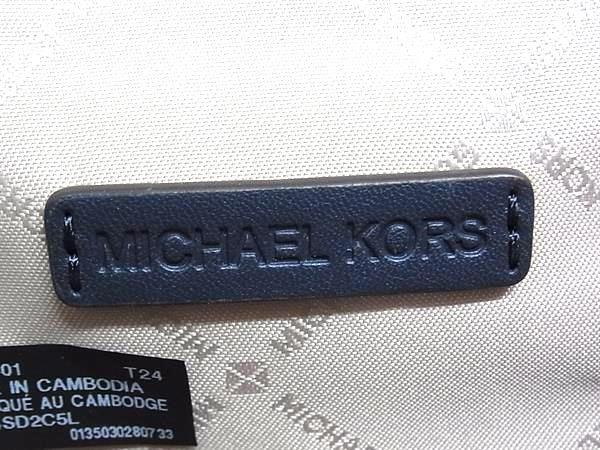 MICHAEL KORS
01 T24
IN CAMBODIA
QUÉ AU CAMBODGE
SD2C5L
0135030280733